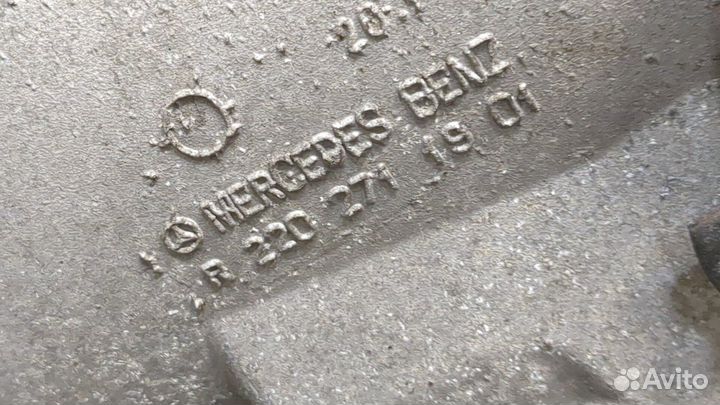 MERCEDES BENZ
R 220 271 19 01
Avito